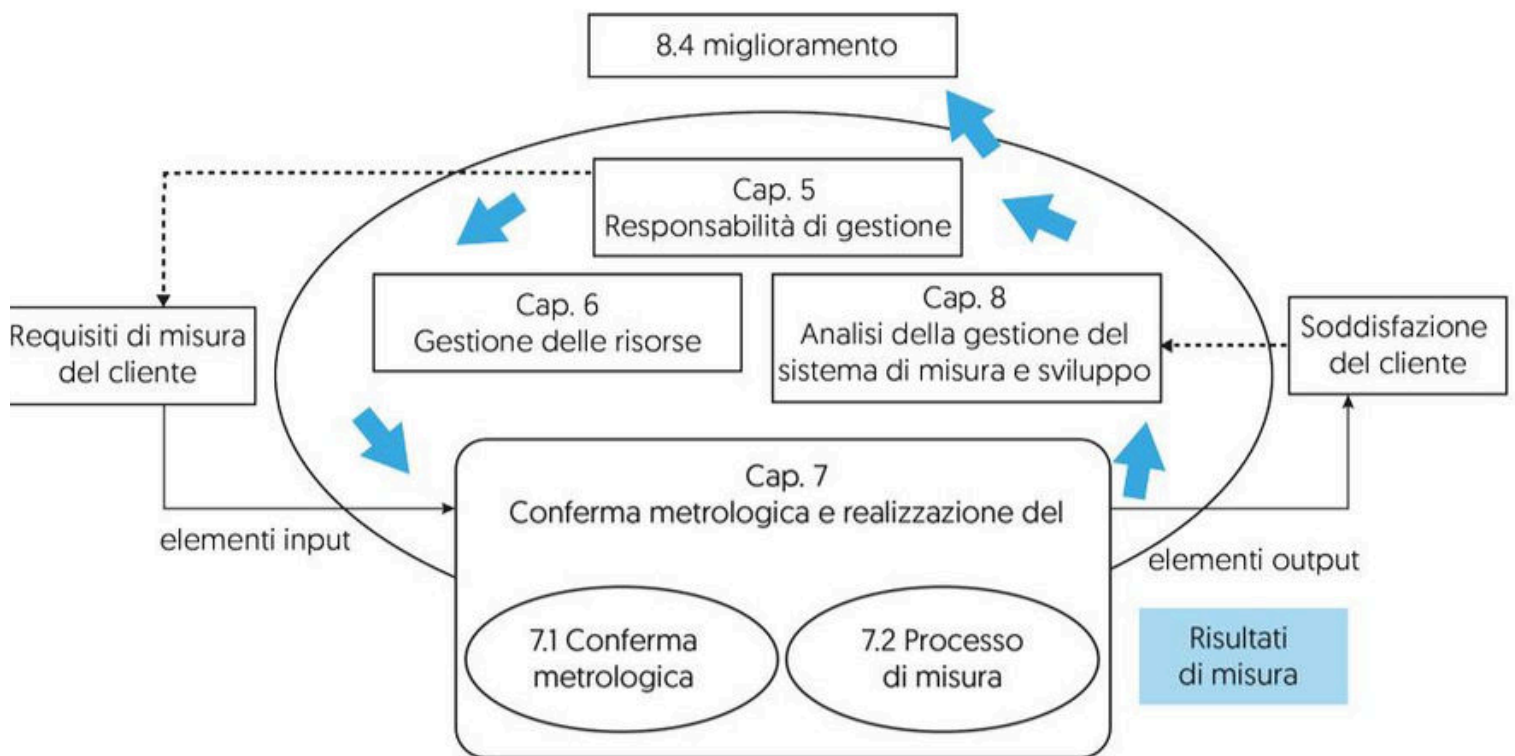 8.4 miglioramento
Cap. 5
Responsabilità di gestione
Cap. 6
Gestione delle risorse
Cap. 8
Analisi della gestione del
sistema di misura e sviluppo
Requisiti di misura
del cliente
Soddisfazione
del cliente
Cap. 7
Conferma metrologica e realizzazione del
elementi input
elementi output
7.1 Conferma
metrologica
7.2 Processo
di misura
Risultati
di misura